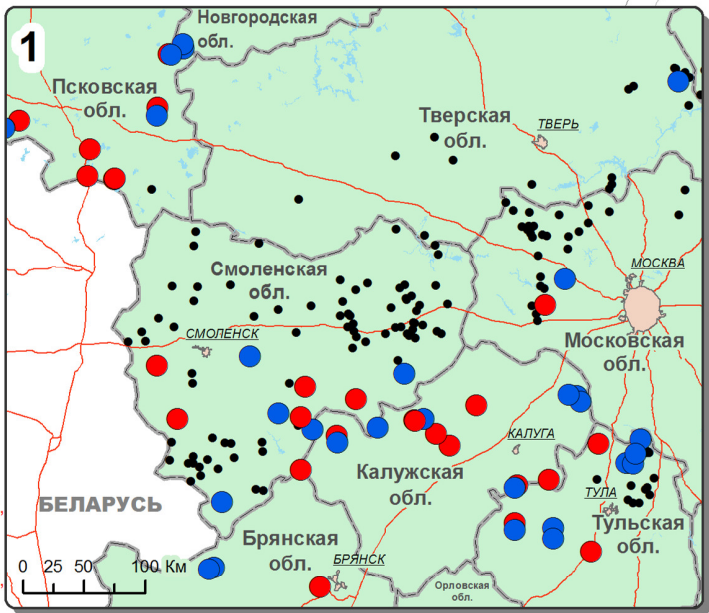 1
Новгородская
обл.
Псковская
обл.
Тверская
обл.
ТВЕРЬ
Смоленская
обл.
МОСКВА
СМОЛЕНСК
Московская
обл.
КАЛУГА
Калужская
обл.
ТУЛА
Тульская
обл.
БЕЛАРУСЬ
Брянская
обл.
БРЯНСК
Орловская
обл.
0 25 50 100 Км